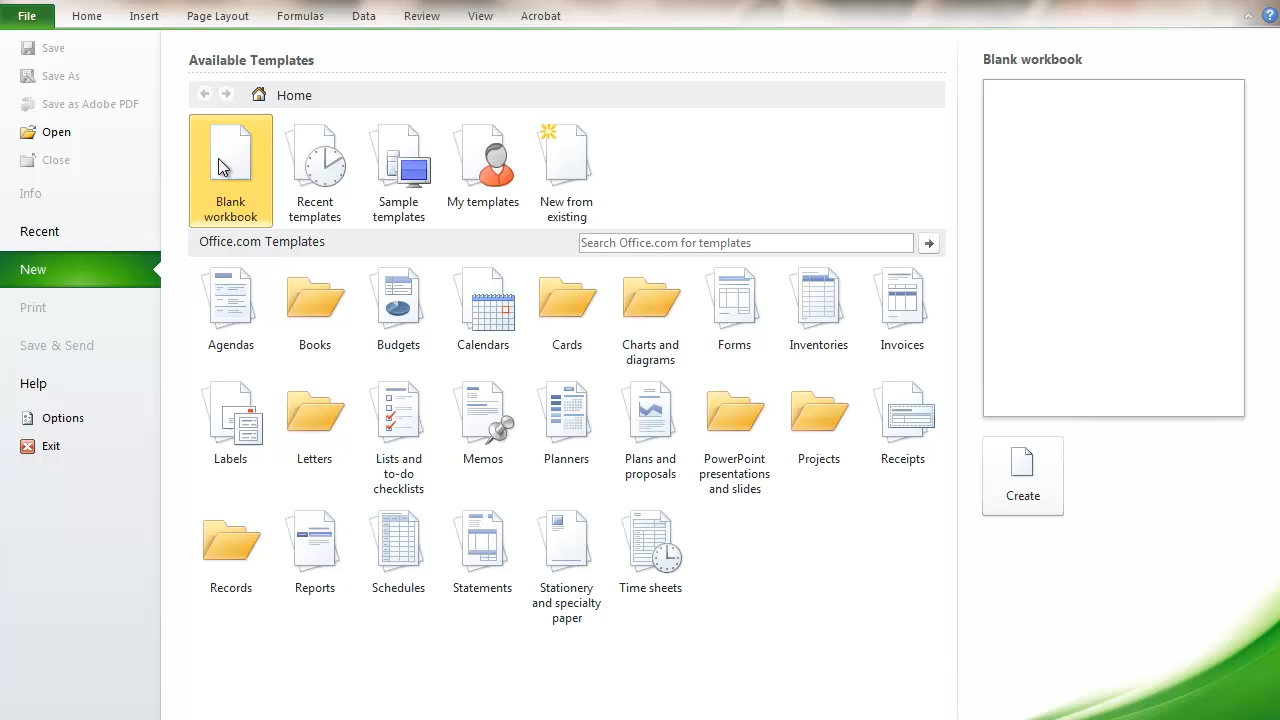 File Home Insert Page Layout Formulas Data Review View Acrobat
Save
Save As
Save as Adobe PDF
Open
Close
Info
Recent
New
Print
Save & Send
Help
Options
Exit
Available Templates
Home
Blank workbook
Recent templates
Sample templates
My templates
New from existing
Office.com Templates
Search Office.com for templates
Agendas
Books
Budgets
Calendars
Cards
Charts and diagrams
Forms
Inventories
Invoices
Labels
Letters
Lists and to-do checklists
Memos
Planners
Plans and proposals
PowerPoint presentations and slides
Projects
Receipts
Records
Reports
Schedules
Statements
Stationery and specialty paper
Time sheets
Blank workbook
Create